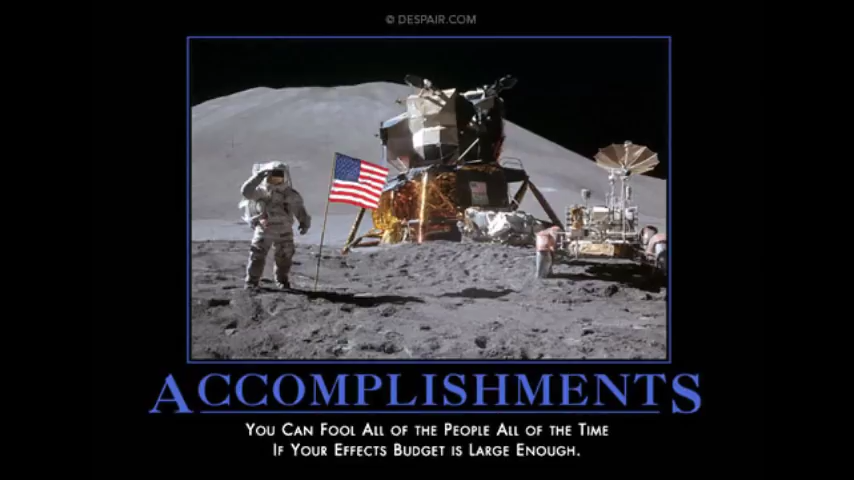 © DESPAIR.COM
ACCOMPLISHMENTS
YOU CAN FOOL ALL OF THE PEOPLE ALL OF THE TIME
IF YOUR EFFECTS BUDGET IS LARGE ENOUGH.